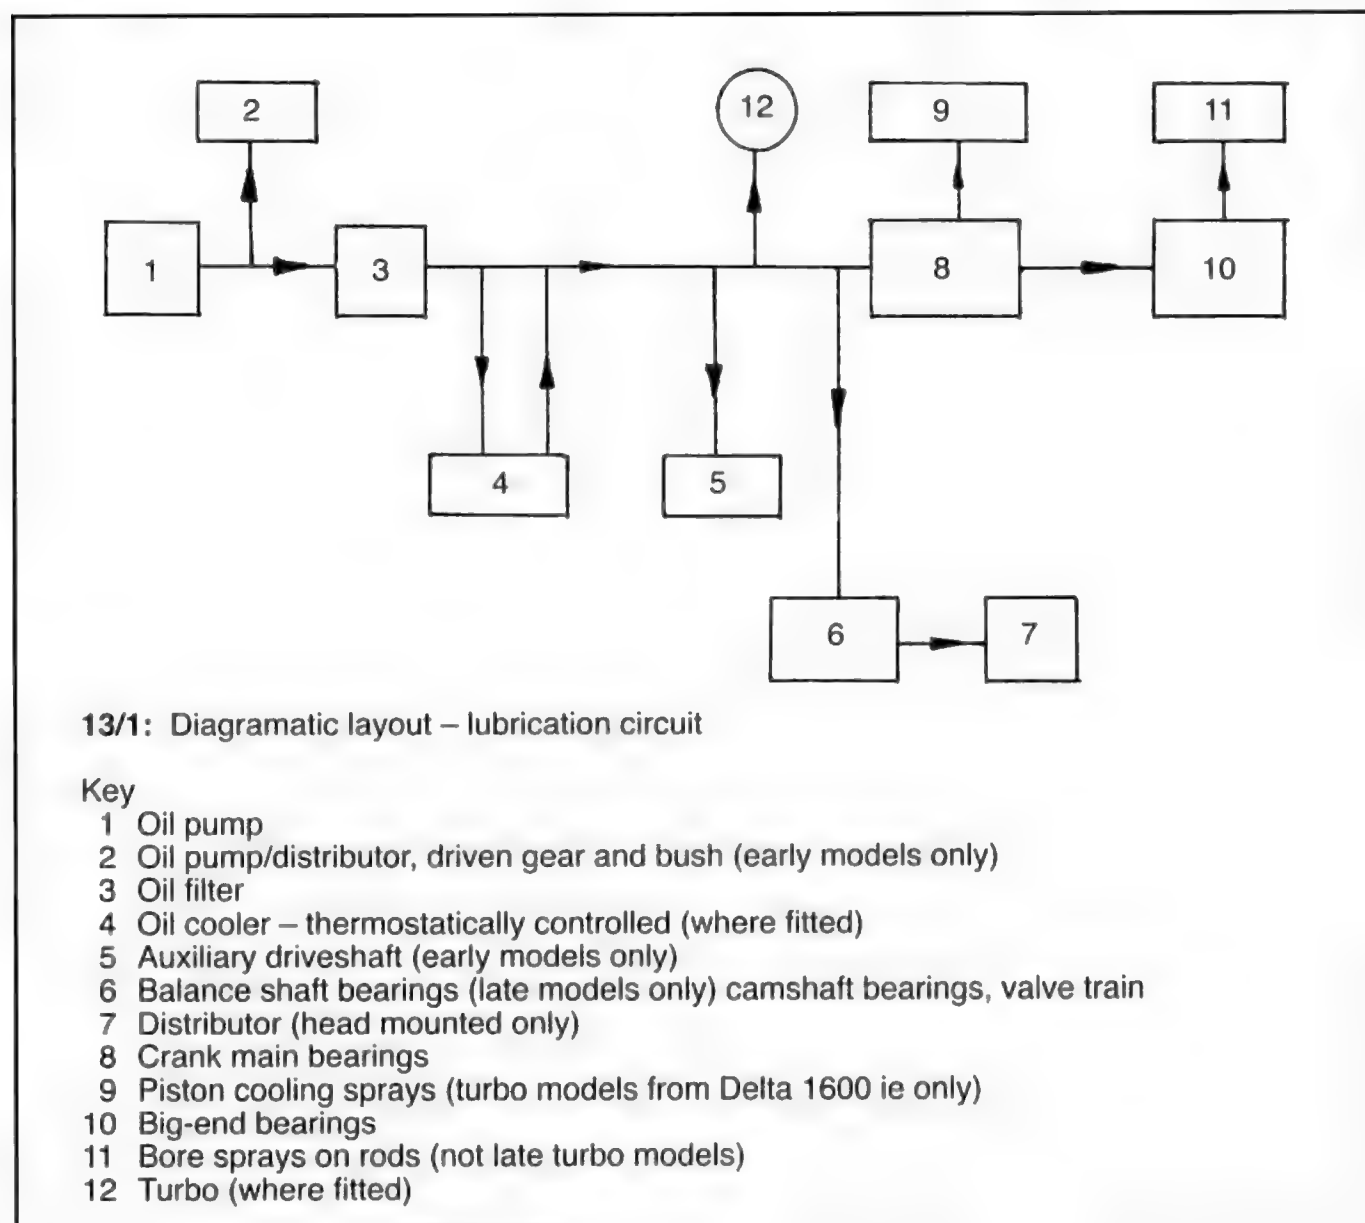 2
12
9
11
1
3
8
10
4
5
6
7
13/1: Diagramatic layout – lubrication circuit
Key
1 Oil pump
2 Oil pump/distributor, driven gear and bush (early models only)
3 Oil filter
4 Oil cooler – thermostatically controlled (where fitted)
5 Auxiliary driveshaft (early models only)
6 Balance shaft bearings (late models only) camshaft bearings, valve train
7 Distributor (head mounted only)
8 Crank main bearings
9 Piston cooling sprays (turbo models from Delta 1600 ie only)
10 Big-end bearings
11 Bore sprays on rods (not late turbo models)
12 Turbo (where fitted)